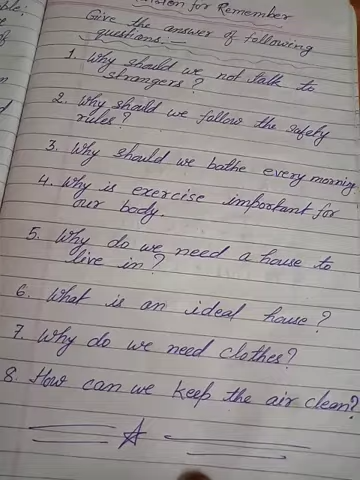 for Remember
Give the answer of following
questions.—
1. Why should we not talk to
strangers?
2. Why should we follow the safety
rules?
3. Why should we bathe every morning
4. Why is exercise important for
our body.
5. Why do we need a house to
live in?
6. What is an ideal house?
7. Why do we need clothes?
8. How can we keep the air clean?